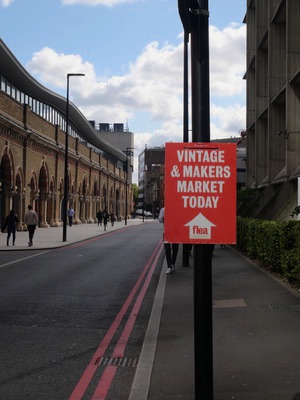 VINTAGE
& MAKERS
MARKET
TODAY
flea